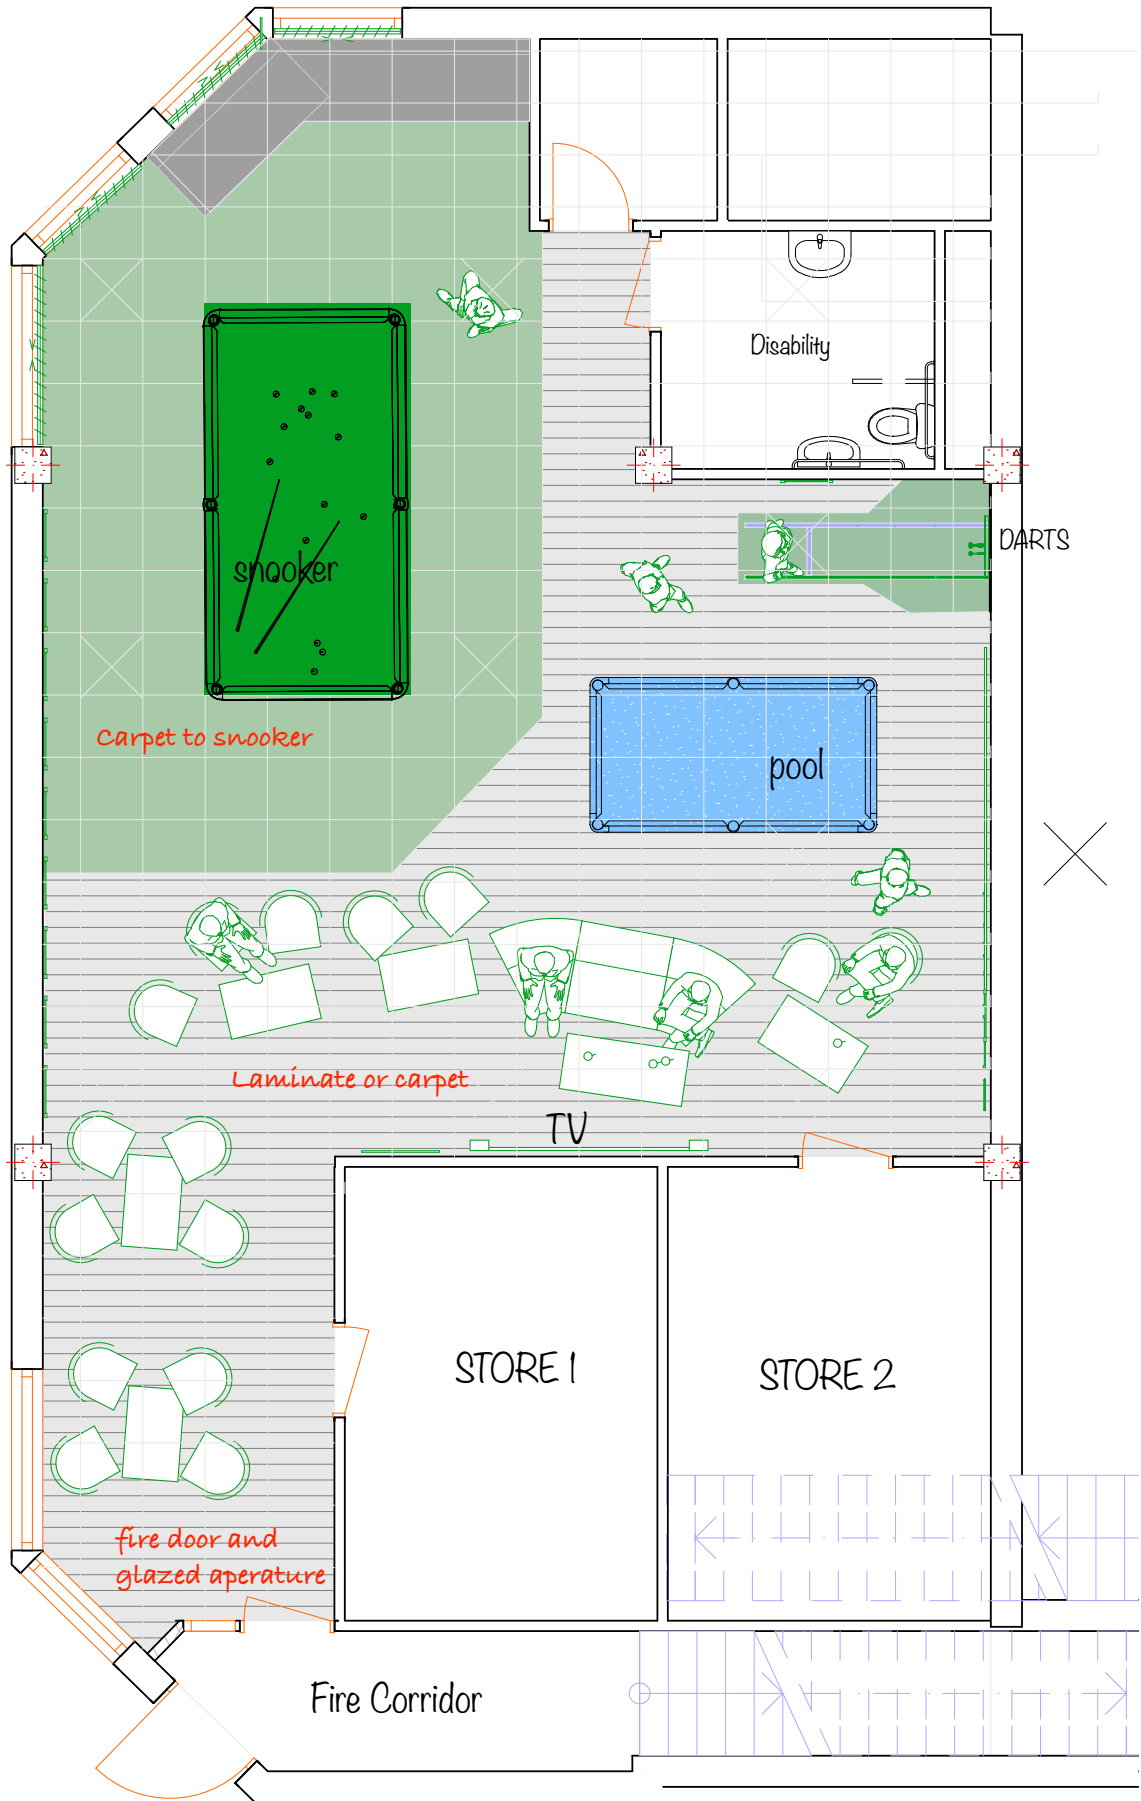 Disability
DARTS
snooker
Carpet to snooker
pool
Laminate or carpet
TV
STORE 1
STORE 2
fire door and
glazed aperature
Fire Corridor